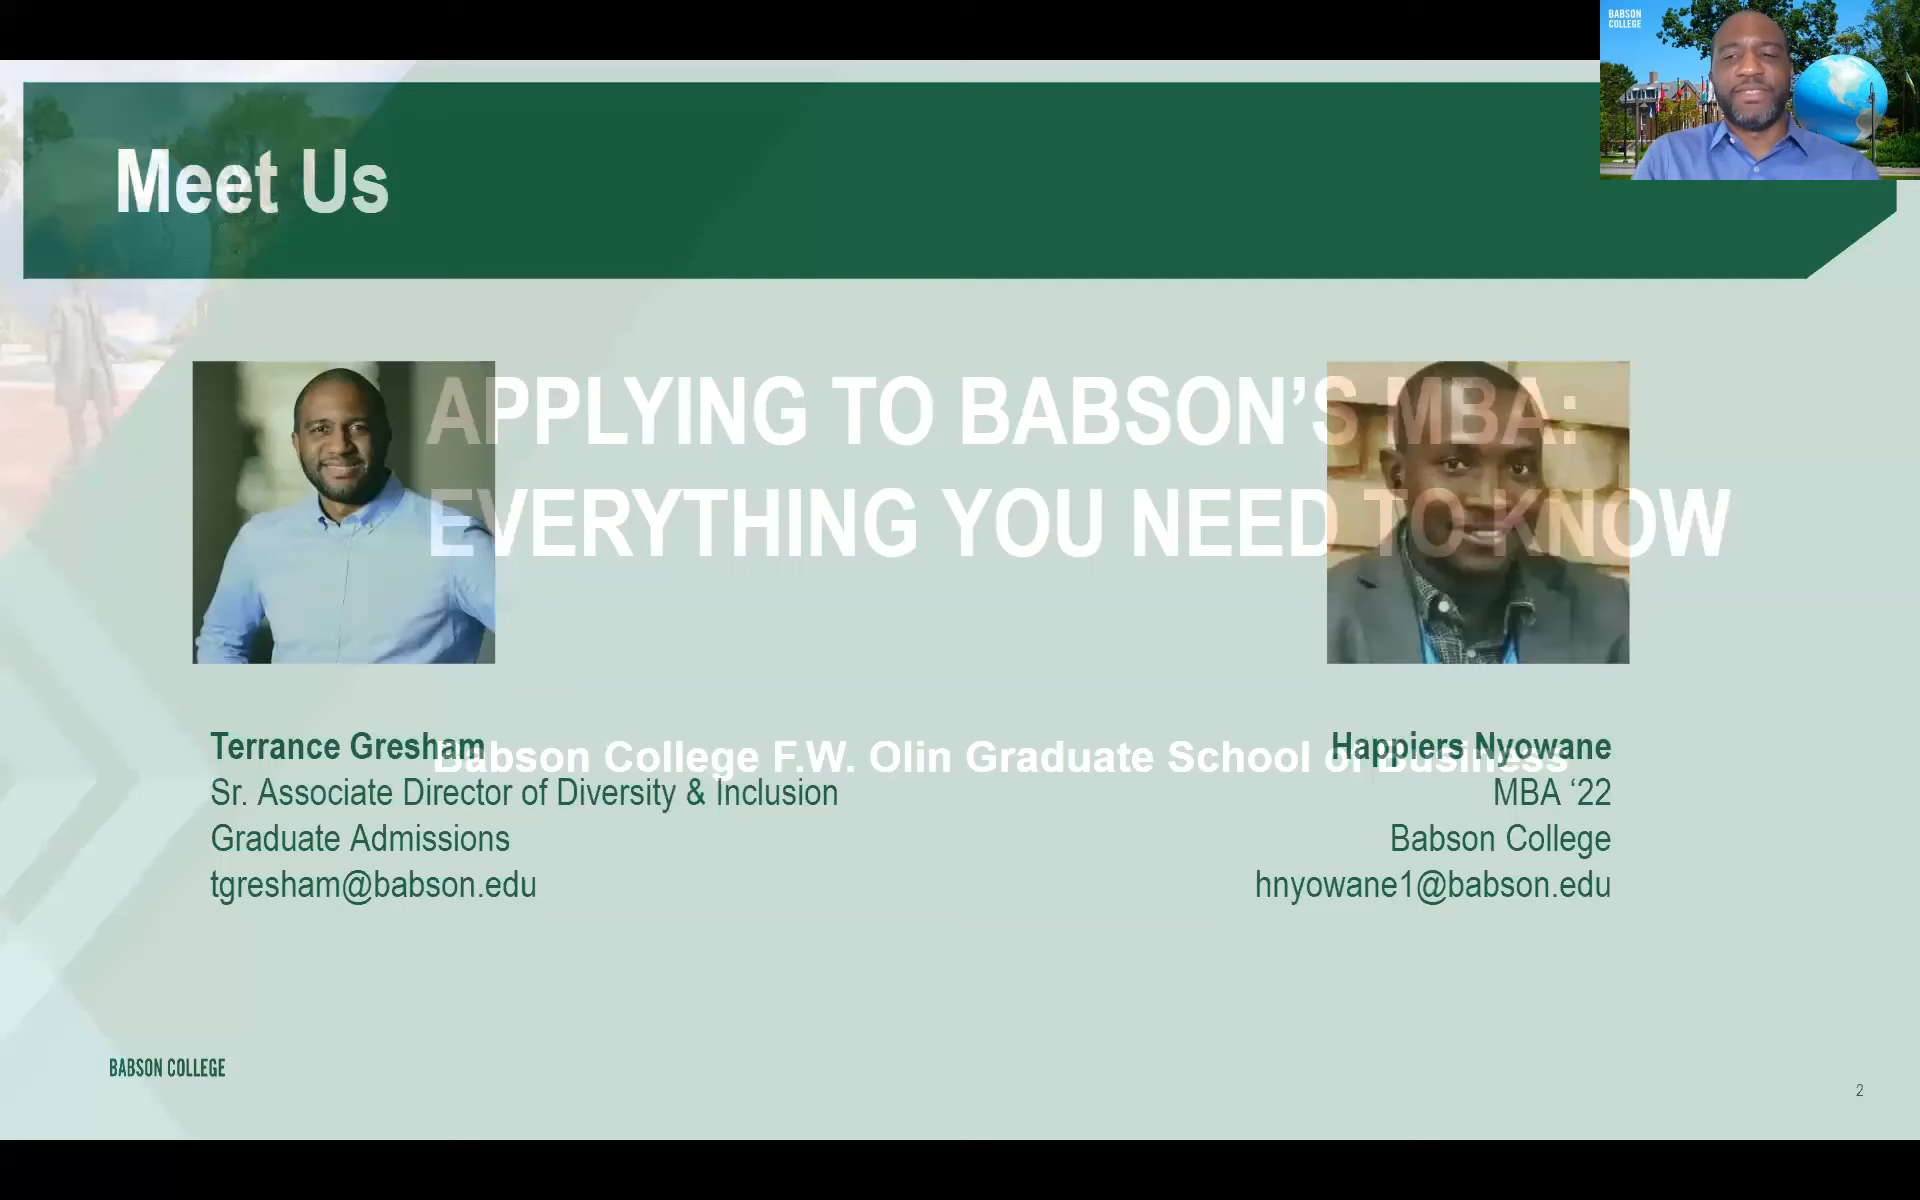 BABSON
COLLEGE
Meet Us
APPLYING TO BABSON’S MBA:
EVERYTHING YOU NEED TO KNOW
Babson College F.W. Olin Graduate School of Business
Terrance Gresham
Sr. Associate Director of Diversity & Inclusion
Graduate Admissions
tgresham@babson.edu
Happiers Nyowane
MBA ‘22
Babson College
hnyowane1@babson.edu
BABSON COLLEGE
2